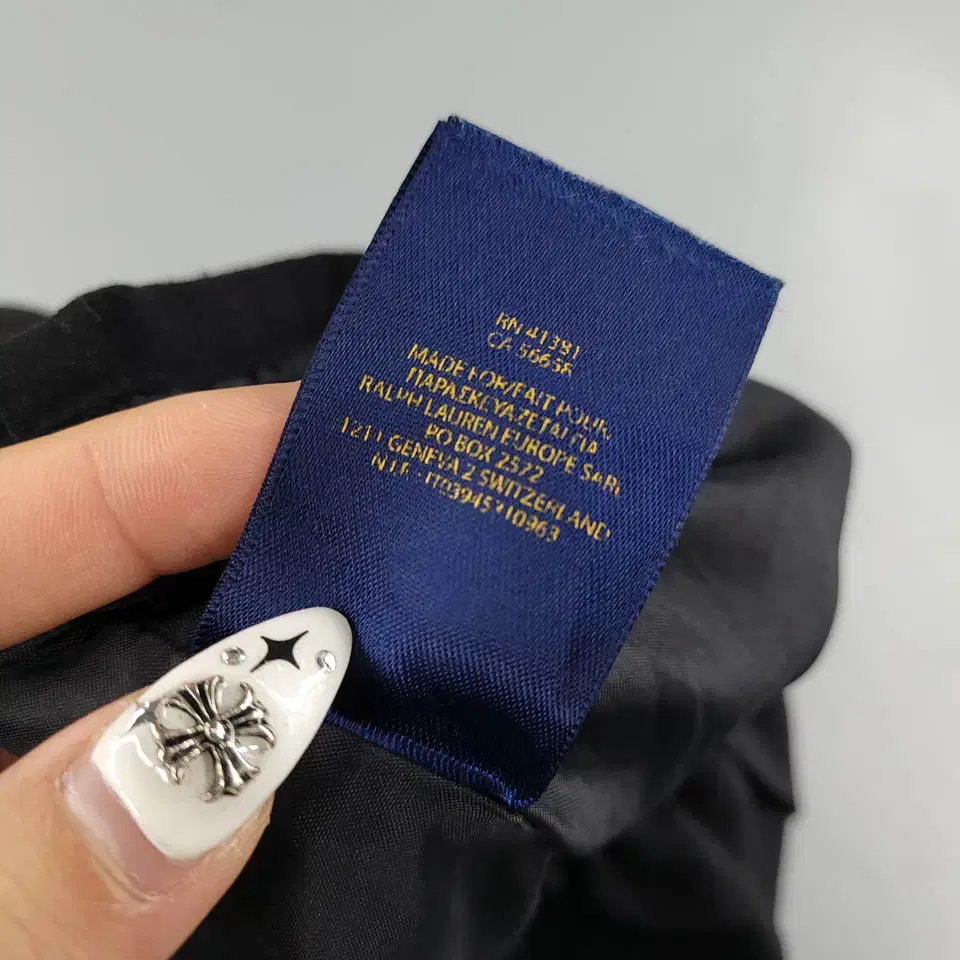 RN 41381
CA 56658
MADE FOR/FAIT POUR
ΠΑΡΑΣΚΕΥΑΖΕΤΑΙ ΓΙΑ
RALPH LAUREN EUROPE SARL
PO BOX 2572
1211 GENEVA 2 SWITZERLAND
N.I.F.: IT03945710963